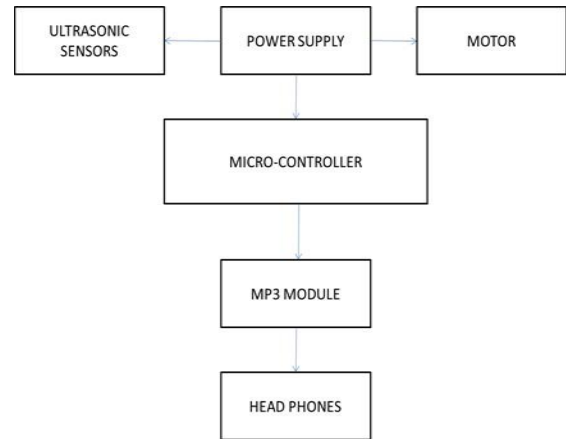 ULTRASONIC
SENSORS
POWER SUPPLY
MOTOR
MICRO-CONTROLLER
MP3 MODULE
HEAD PHONES